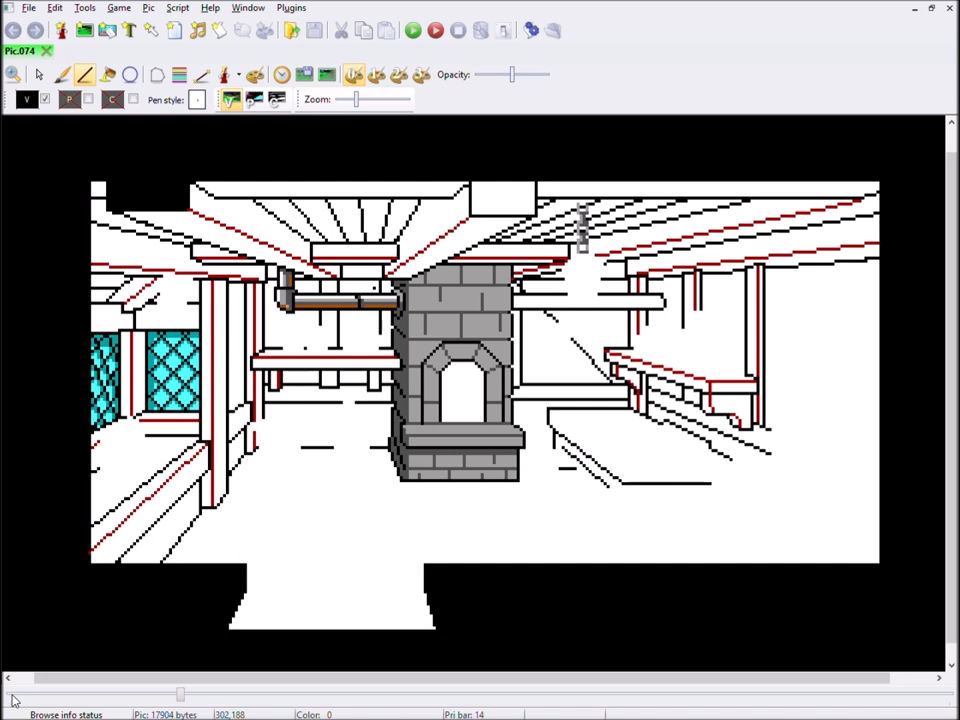 File Edit Tools Game Pic Script Help Window Plugins
Pic.074
Opacity:
V P C Pen style: V P C Zoom:
Browse info status Pic: 17904 bytes 302,188 Color: 0 Pri bar: 14